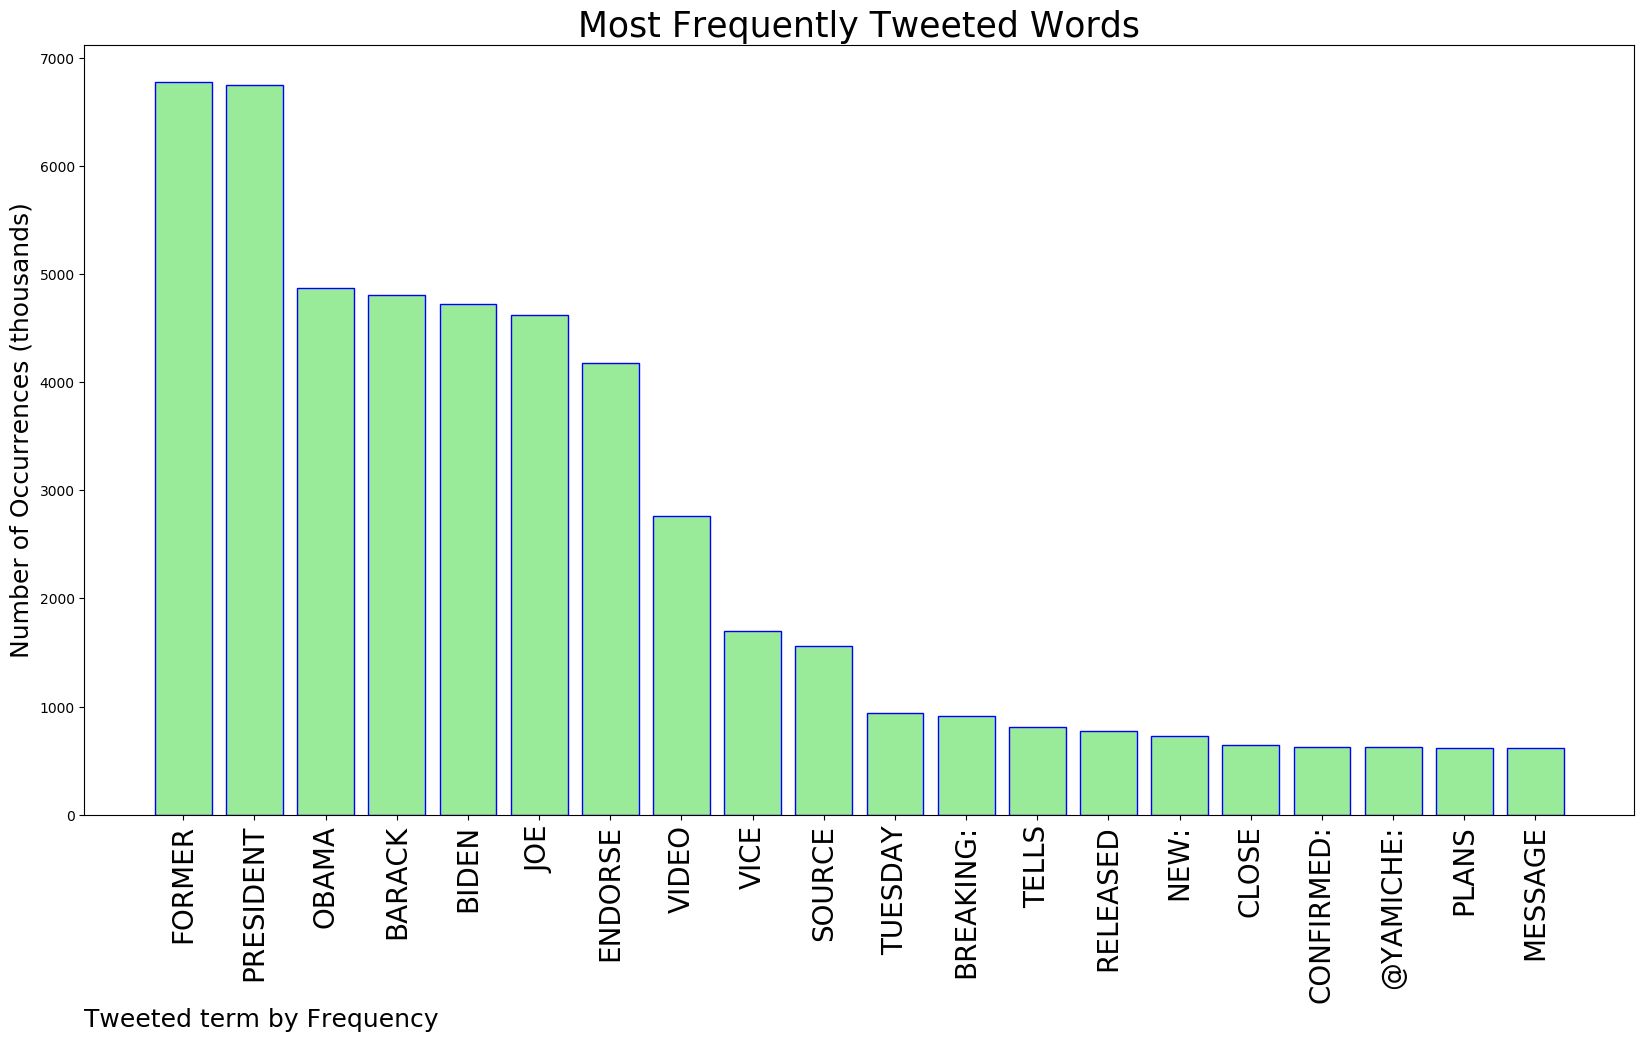 Most Frequently Tweeted Words
Number of Occurrences (thousands)
7000
6000
5000
4000
3000
2000
1000
0
FORMER
PRESIDENT
OBAMA
BARACK
BIDEN
JOE
ENDORSE
VIDEO
VICE
SOURCE
TUESDAY
BREAKING:
TELLS
RELEASED
NEW:
CLOSE
CONFIRMED:
@YAMICHE:
PLANS
MESSAGE
Tweeted term by Frequency